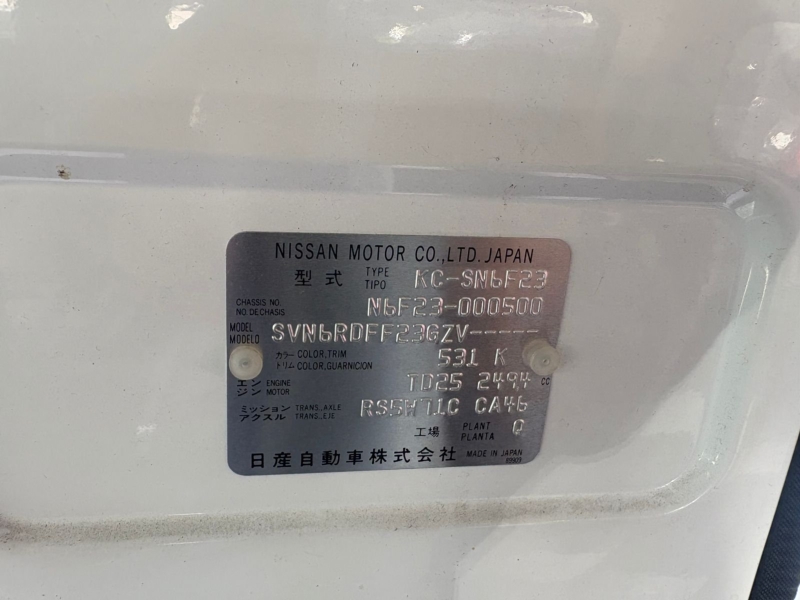 NISSAN MOTOR CO.,LTD.JAPAN
型式 TYPE TIPO KC-SN6F23
CHASSIS NO. NO DECHASIS N6F23-000500
MODEL MODELO SVN6RDFF23GZV-----
カラー COLOR,TRIM トリム COLOR,GUARNICION 531 K
エン ENGINE ジン MOTOR TD25 2494 CC
ミッション TRANS.,AXLE アクスル TRANS.,EJE RS5W71C CA46
工場 PLANT PLANTA Q
日産自動車株式会社 MADE IN JAPAN